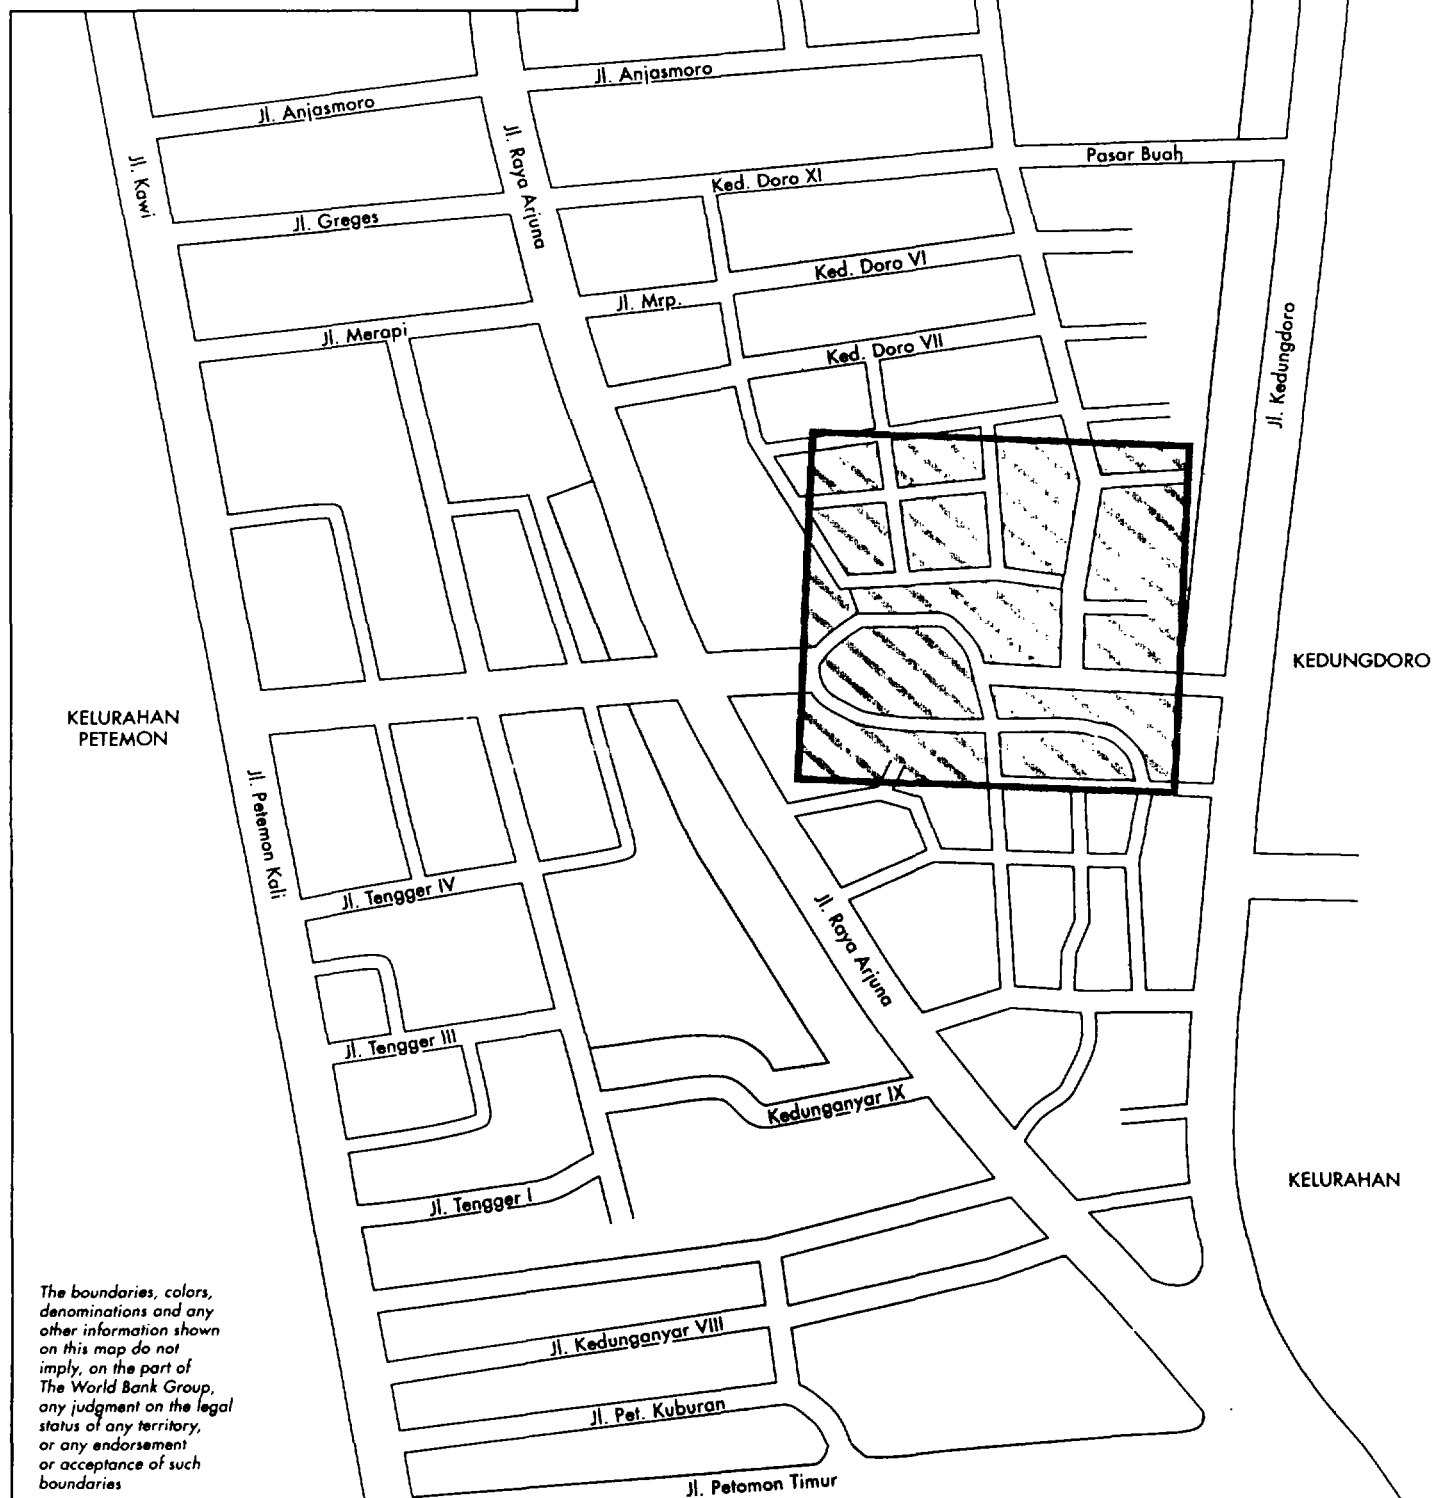 Jl. Anjasmoro
Jl. Anjasmoro
Jl. Kawi
Jl. Raya Arjuna
Pasar Buah
Ked. Doro XI
Jl. Greges
Ked. Doro VI
Jl. Mrp.
Jl. Merapi
Ked. Doro VII
Jl. Kedungdoro
KEDUNGDORO
KELURAHAN
PETEMON
Jl. Petemon Kali
Jl. Tengger IV
Jl. Raya Arjuna
Jl. Tengger III
Kedunganyar IX
KELURAHAN
Jl. Tengger I
The boundaries, colors,
denominations and any
other information shown
on this map do not
imply, on the part of
The World Bank Group,
any judgment on the legal
status of any territory,
or any endorsement
or acceptance of such
boundaries
Jl. Kedunganyar VIII
Jl. Pet. Kuburan
Jl. Petomon Timur